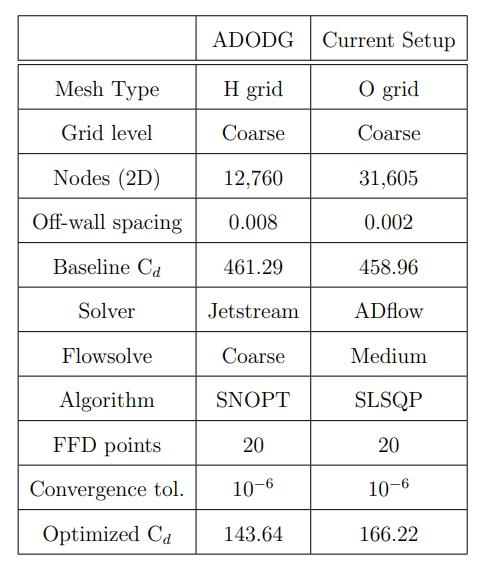 ADODG Current Setup
Mesh Type H grid O grid
Grid level Coarse Coarse
Nodes (2D) 12,760 31,605
Off-wall spacing 0.008 0.002
Baseline C_d 461.29 458.96
Solver Jetstream ADflow
Flowsolve Coarse Medium
Algorithm SNOPT SLSQP
FFD points 20 20
Convergence tol. 10⁻⁶ 10⁻⁶
Optimized C_d 143.64 166.22